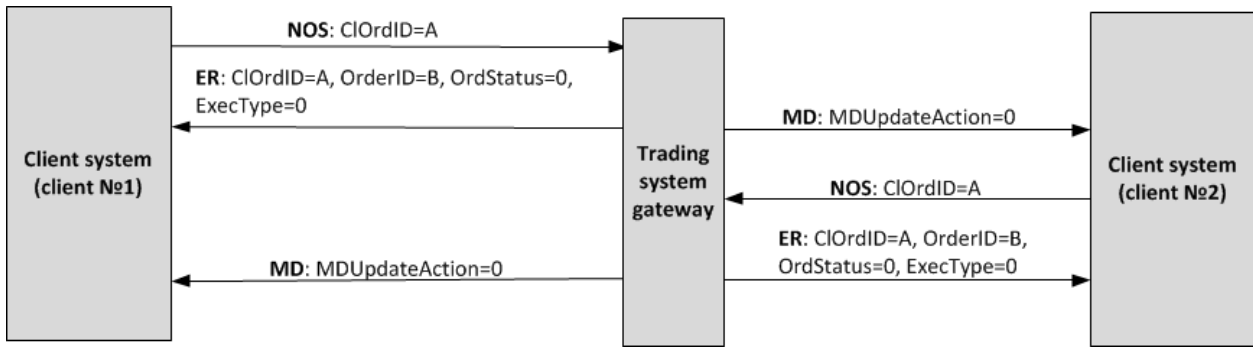 NOS: ClOrdID=A
ER: ClOrdID=A, OrderID=B, OrdStatus=0,
ExecType=0
MD: MDUpdateAction=0
Client system
(client №1)
Trading
system
gateway
Client system
(client №2)
NOS: ClOrdID=A
ER: ClOrdID=A, OrderID=B,
OrdStatus=0, ExecType=0
MD: MDUpdateAction=0